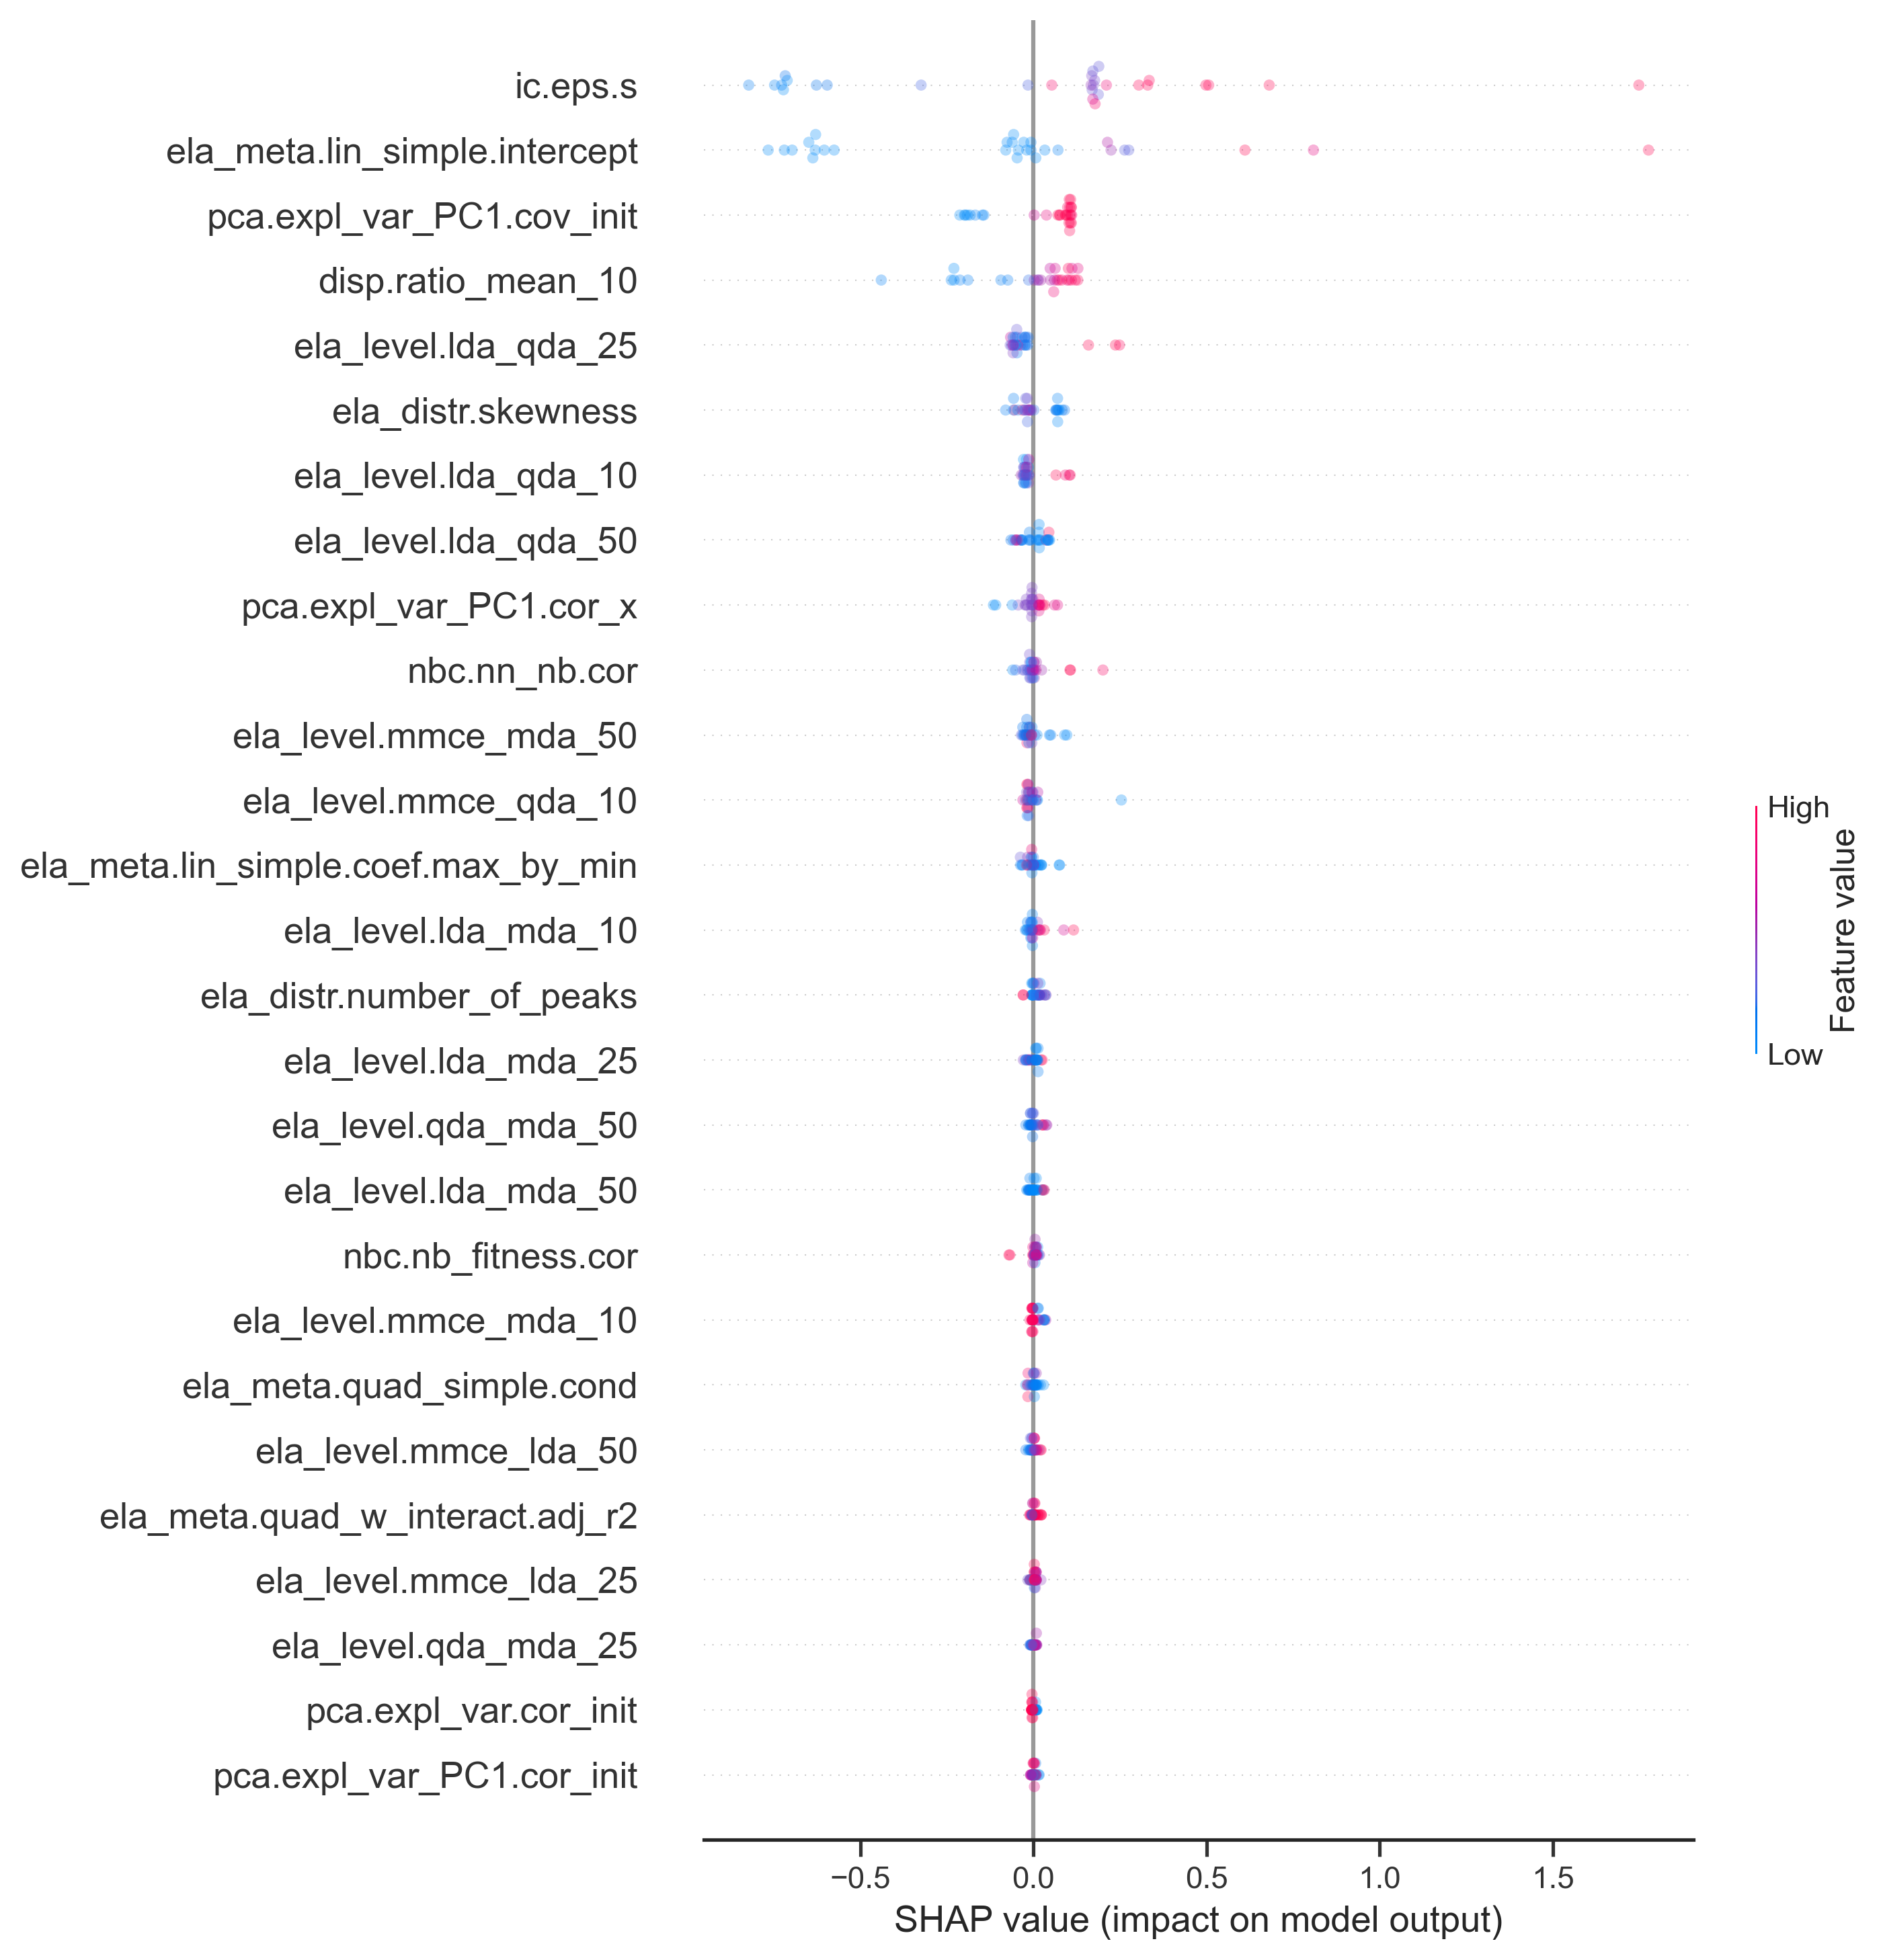 ic.eps.s
ela_meta.lin_simple.intercept
pca.expl_var_PC1.cov_init
disp.ratio_mean_10
ela_level.lda_qda_25
ela_distr.skewness
ela_level.lda_qda_10
ela_level.lda_qda_50
pca.expl_var_PC1.cor_x
nbc.nn_nb.cor
ela_level.mmce_mda_50
ela_level.mmce_qda_10
ela_meta.lin_simple.coef.max_by_min
ela_level.lda_mda_10
ela_distr.number_of_peaks
ela_level.lda_mda_25
ela_level.qda_mda_50
ela_level.lda_mda_50
nbc.nb_fitness.cor
ela_level.mmce_mda_10
ela_meta.quad_simple.cond
ela_level.mmce_lda_50
ela_meta.quad_w_interact.adj_r2
ela_level.mmce_lda_25
ela_level.qda_mda_25
pca.expl_var.cor_init
pca.expl_var_PC1.cor_init
−0.5 0.0 0.5 1.0 1.5
SHAP value (impact on model output)
High
Feature value
Low